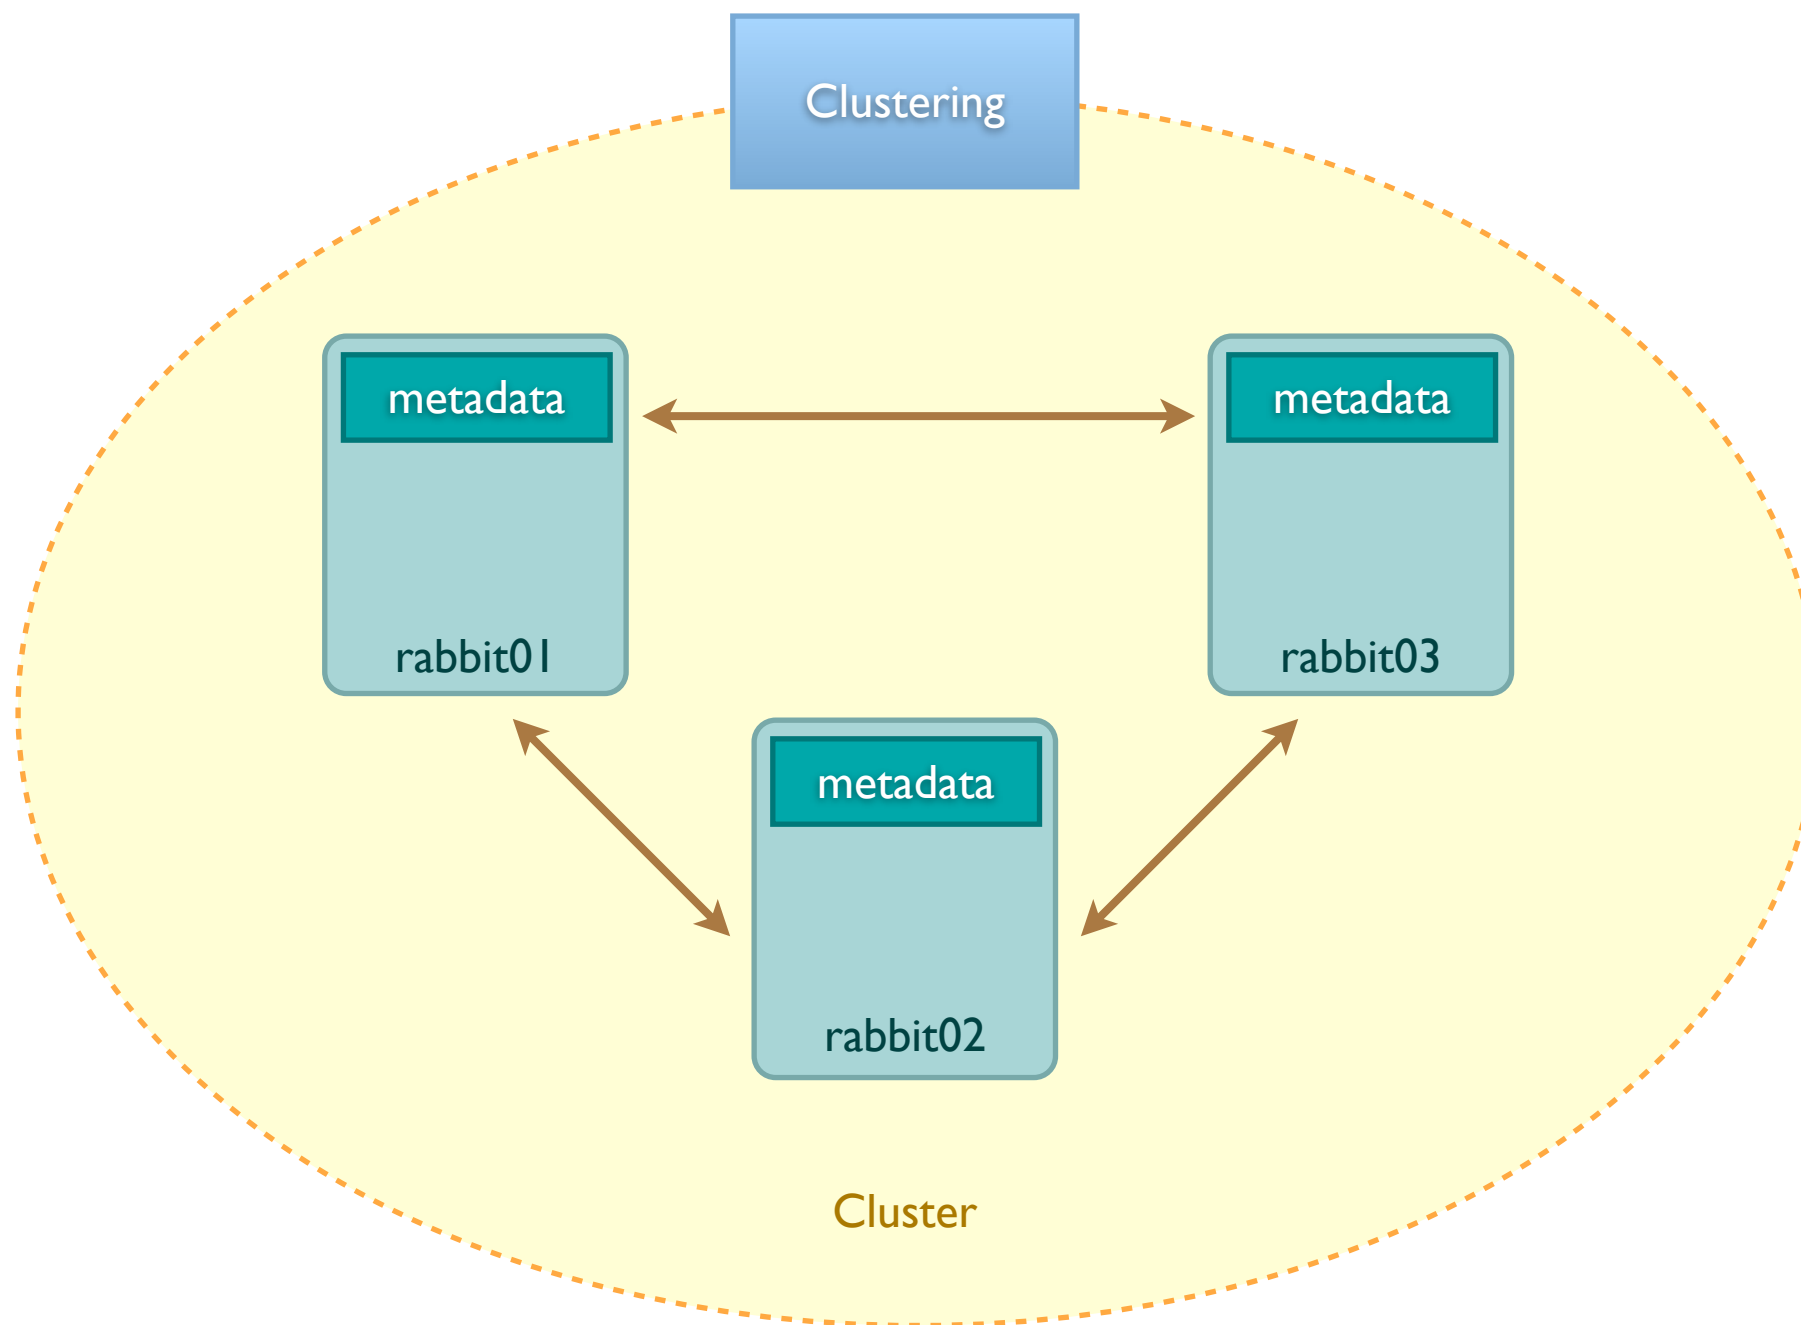 Clustering
metadata
metadata
rabbit01
rabbit03
metadata
rabbit02
Cluster